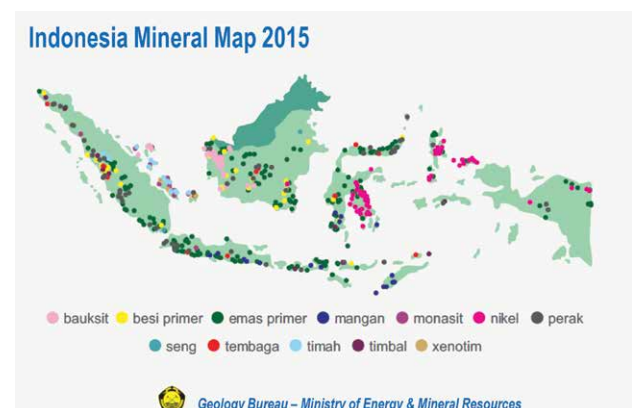 Indonesia Mineral Map 2015
bauksit besi primer emas primer mangan monasit nikel perak
seng tembaga timah timbal xenotim
Geology Bureau – Ministry of Energy & Mineral Resources